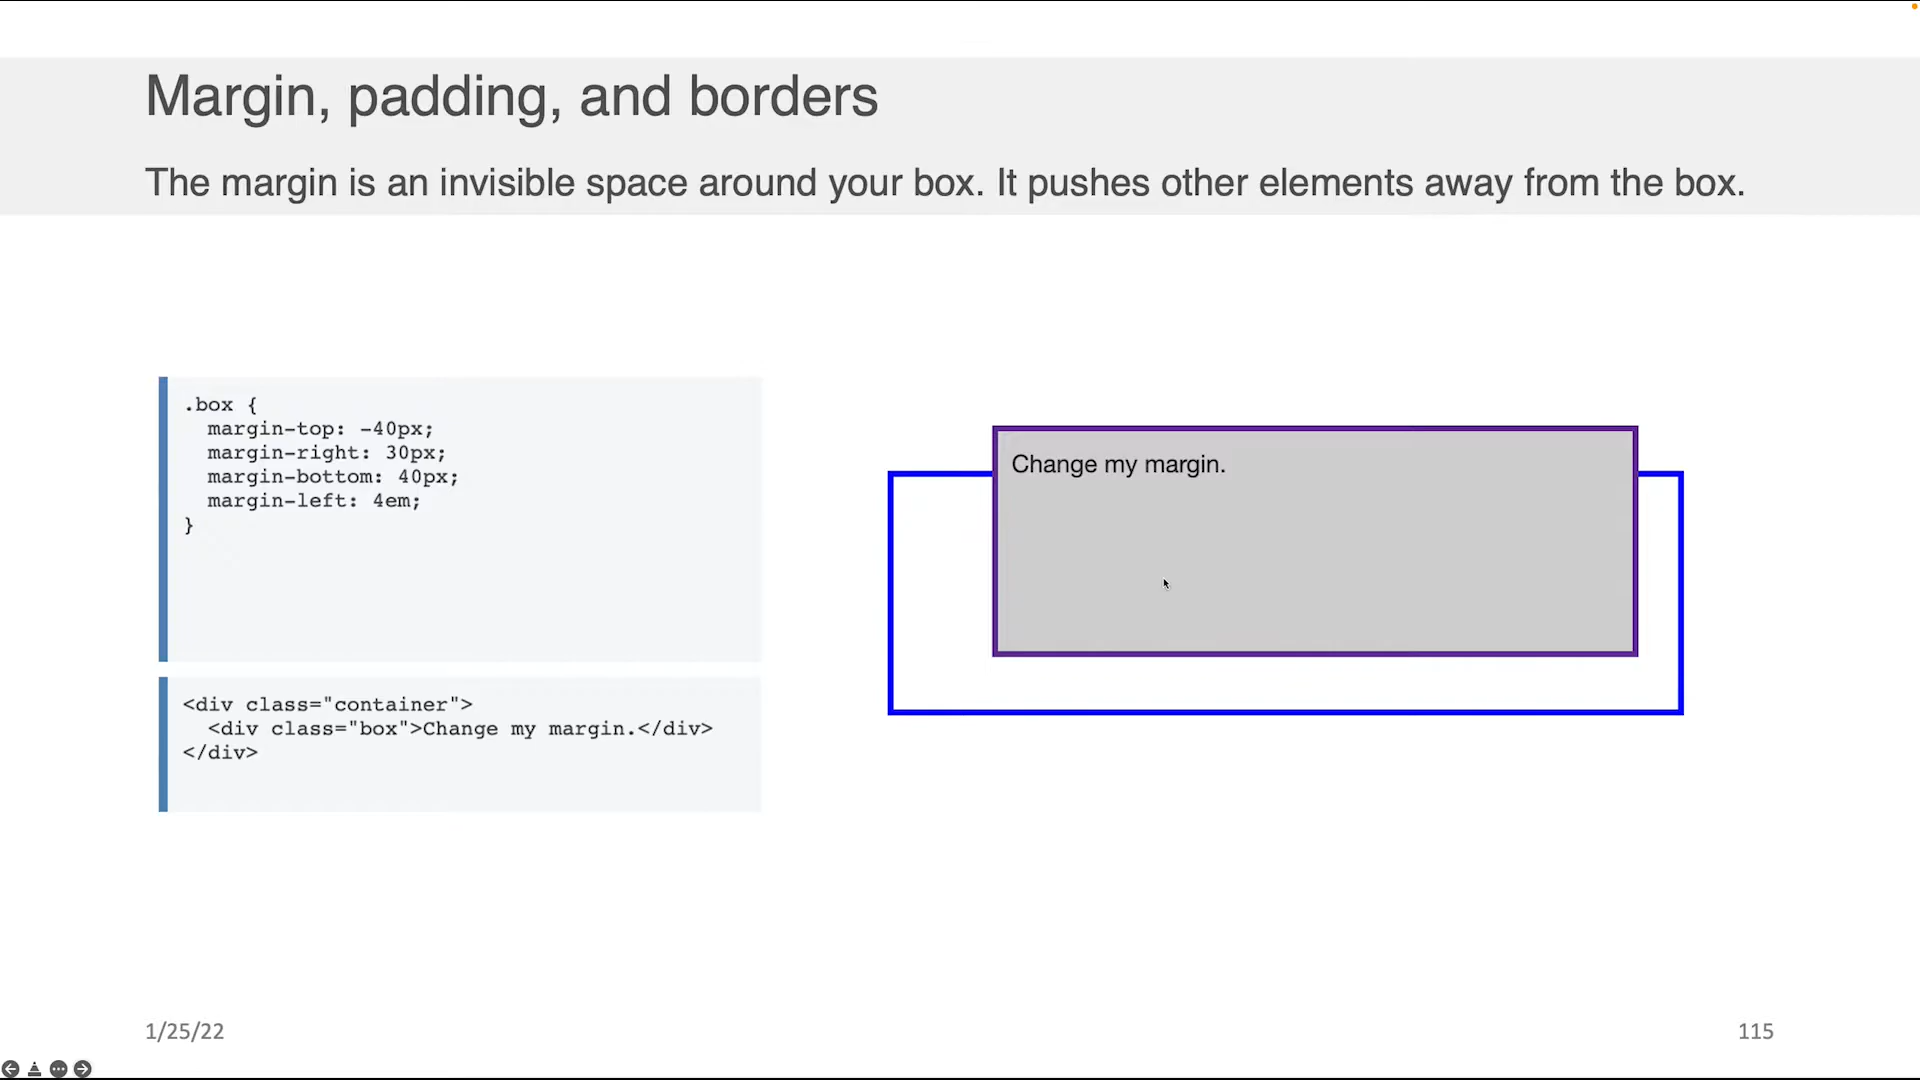 Margin, padding, and borders
The margin is an invisible space around your box. It pushes other elements away from the box.
.box {
  margin-top: -40px;
  margin-right: 30px;
  margin-bottom: 40px;
  margin-left: 4em;
}
<div class="container">
  <div class="box">Change my margin.</div>
</div>
Change my margin.
1/25/22
115